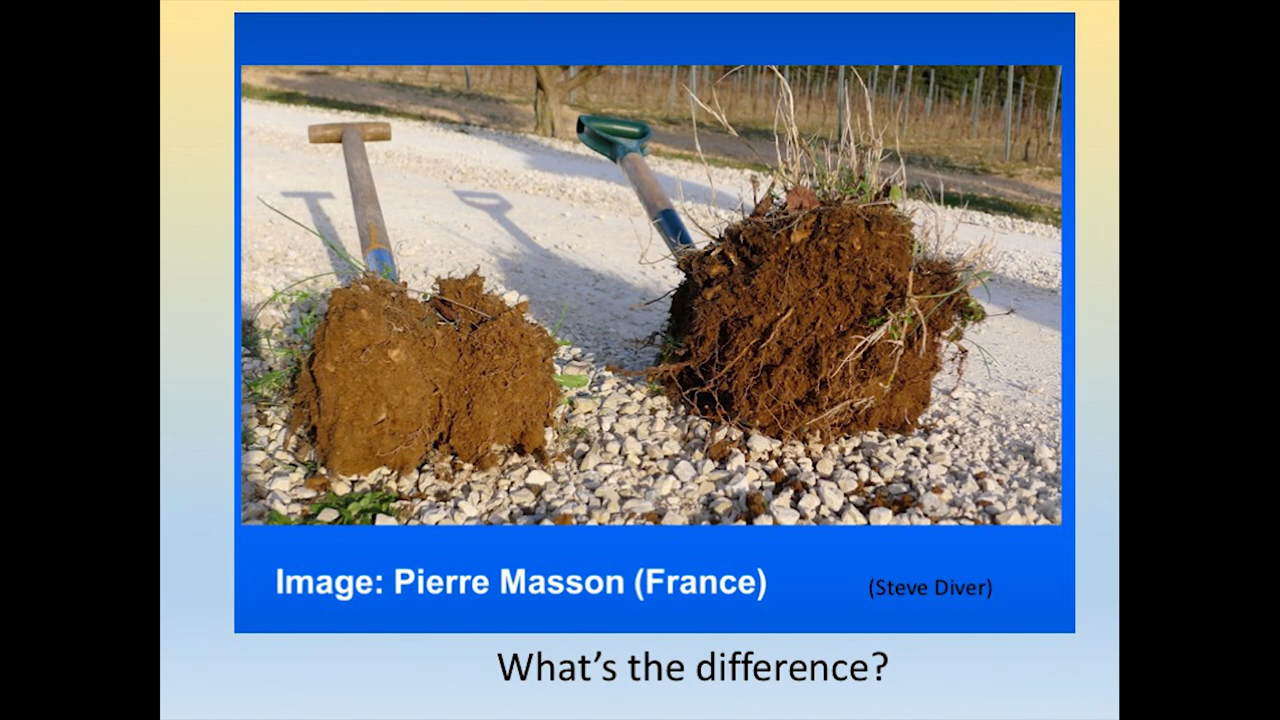 Image: Pierre Masson (France)
(Steve Diver)
What's the difference?